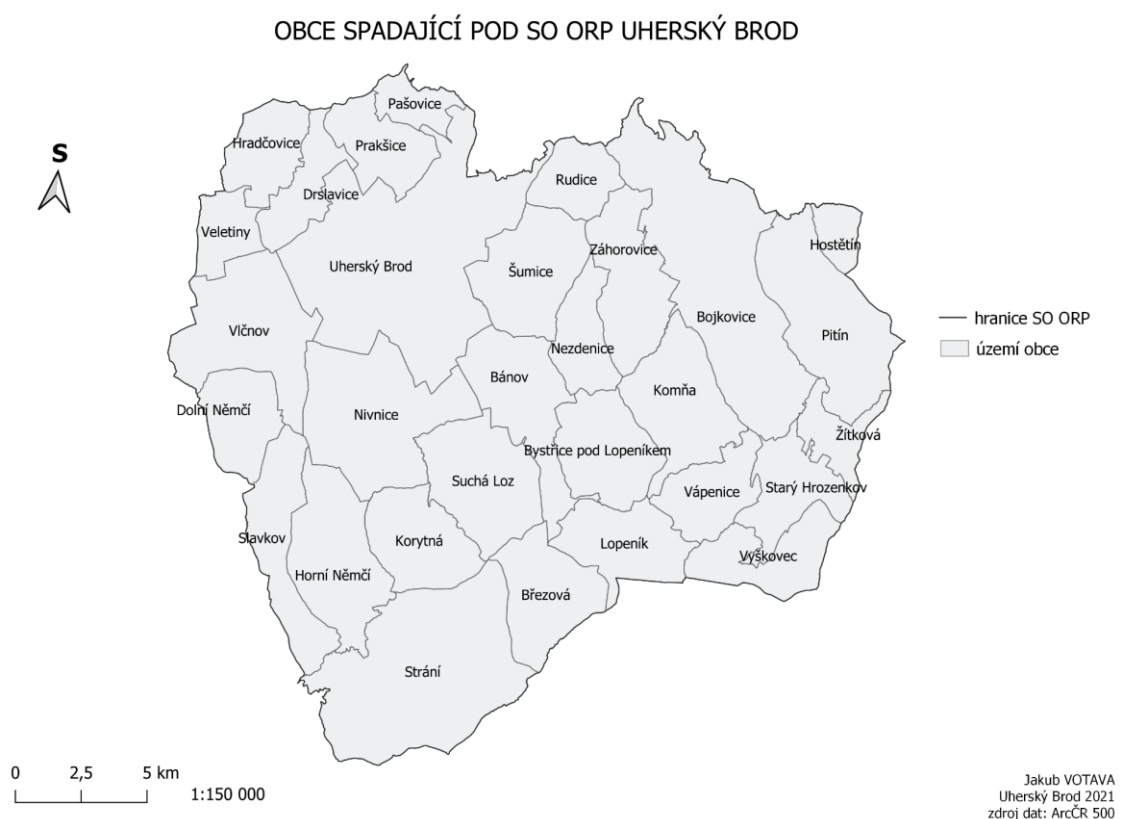 OBCE SPADAJÍCÍ POD SO ORP UHERSKÝ BROD
S
Pašovice
Hradčovice
Prakšice
Rudice
Drslavice
Veletiny
Záhorovice
Hostětín
Uherský Brod
Šumice
Bojkovice
Vlčnov
Pitín
Nezdenice
Bánov
Komňa
Dolní Němčí
Nivnice
Žítková
Bystřice pod Lopeníkem
Suchá Loz
Starý Hrozenkov
Vápenice
Slavkov
Korytná
Lopeník
Vyškovec
Horní Němčí
Březová
Strání
hranice SO ORP
území obce
0 2,5 5 km
1:150 000
Jakub VOTAVA
Uherský Brod 2021
zdroj dat: ArcČR 500